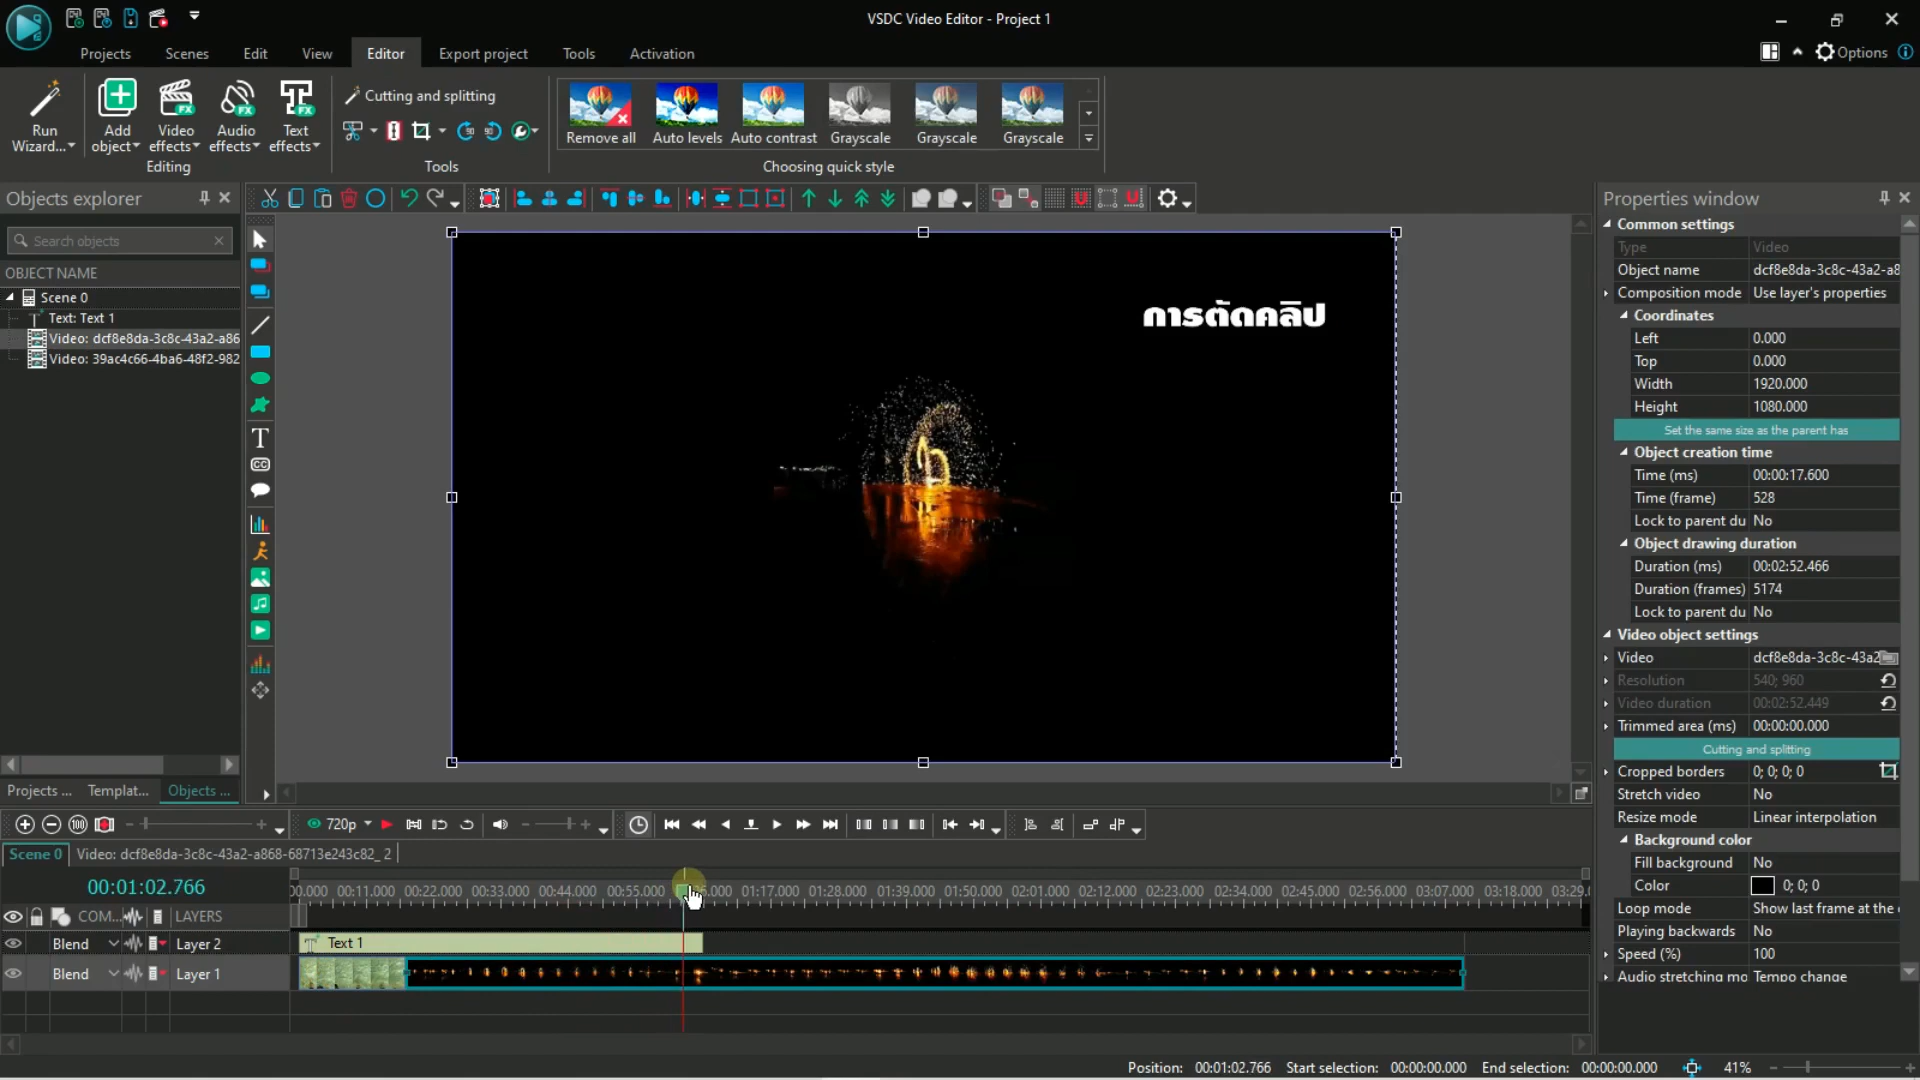 VSDC Video Editor - Project 1
Projects
Scenes
Edit
View
Editor
Export project
Tools
Activation
Options
Run Wizard...
Add object
Video effects
Audio effects
Text effects
Editing
Cutting and splitting
Tools
Remove all
Auto levels
Auto contrast
Grayscale
Grayscale
Grayscale
Choosing quick style
Objects explorer
Search objects
OBJECT NAME
Scene 0
Text: Text 1
Video: dcf8e8da-3c8c-43a2-a86
Video: 39ac4c66-4ba6-48f2-982
Projects ...
Templat...
Objects ...
การตัดคลิป
Properties window
Common settings
Type Video
Object name dcf8e8da-3c8c-43a2-a8
Composition mode Use layer's properties
Coordinates
Left 0.000
Top 0.000
Width 1920.000
Height 1080.000
Set the same size as the parent has
Object creation time
Time (ms) 00:00:17.600
Time (frame) 528
Lock to parent du No
Object drawing duration
Duration (ms) 00:02:52.466
Duration (frames) 5174
Lock to parent du No
Video object settings
Video dcf8e8da-3c8c-43a2
Resolution 540; 960
Video duration 00:02:52.449
Trimmed area (ms) 00:00:00.000
Cutting and splitting
Cropped borders 0; 0; 0; 0
Stretch video No
Resize mode Linear interpolation
Background color
Fill background No
Color 0; 0; 0
Loop mode Show last frame at the
Playing backwards No
Speed (%) 100
Audio stretching mo Tempo change
720p
Scene 0
Video: dcf8e8da-3c8c-43a2-a868-68713e243c82_2
00:01:02.766
00.000 00:11.000 00:22.000 00:33.000 00:44.000 00:55.000 01:17.000 01:28.000 01:39.000 01:50.000 02:01.000 02:12.000 02:23.000 02:34.000 02:45.000 02:56.000 03:07.000 03:18.000 03:29.
COM... LAYERS
Blend Layer 2
Text 1
Blend Layer 1
Position: 00:01:02.766 Start selection: 00:00:00.000 End selection: 00:00:00.000 41%